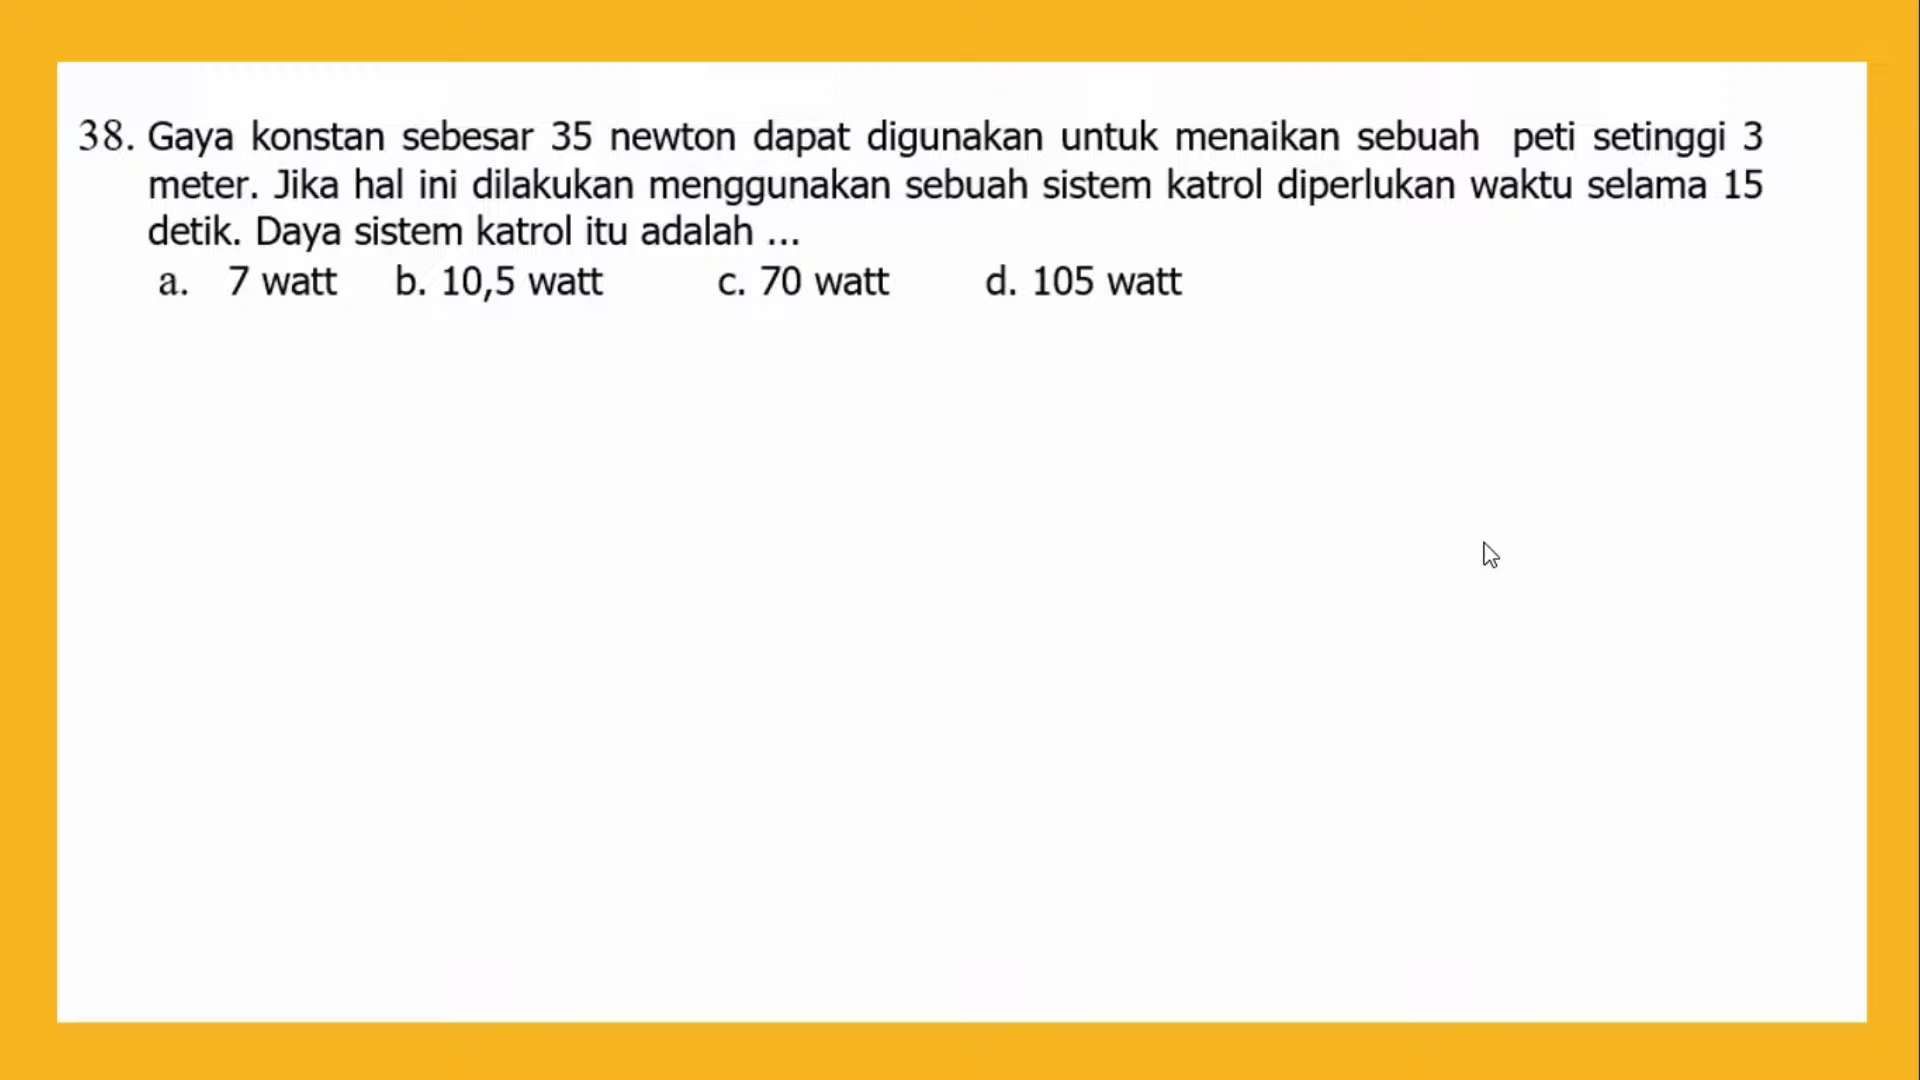 38. Gaya konstan sebesar 35 newton dapat digunakan untuk menaikan sebuah peti setinggi 3
meter. Jika hal ini dilakukan menggunakan sebuah sistem katrol diperlukan waktu selama 15
detik. Daya sistem katrol itu adalah ...
a. 7 watt b. 10,5 watt c. 70 watt d. 105 watt